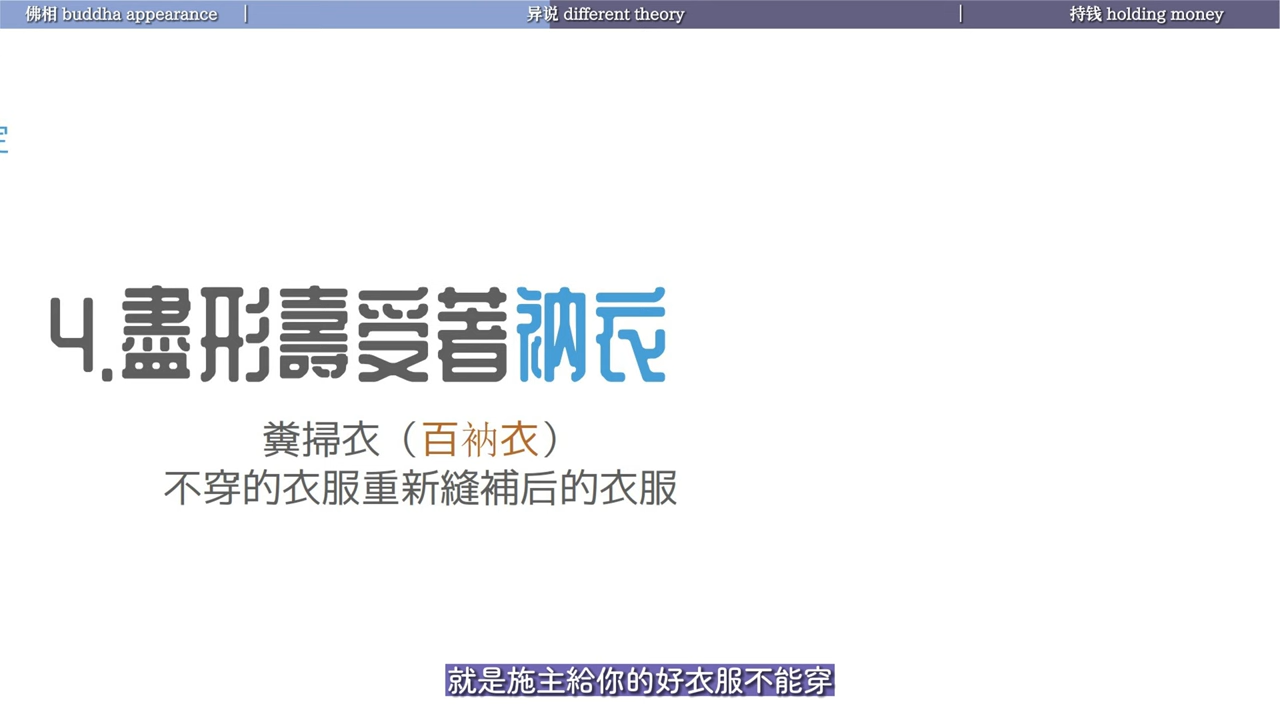 佛相 buddha appearance | 异说 different theory | 持钱 holding money
4.盡形壽受著衲衣
糞掃衣（百衲衣）
不穿的衣服重新縫補后的衣服
就是施主給你的好衣服不能穿